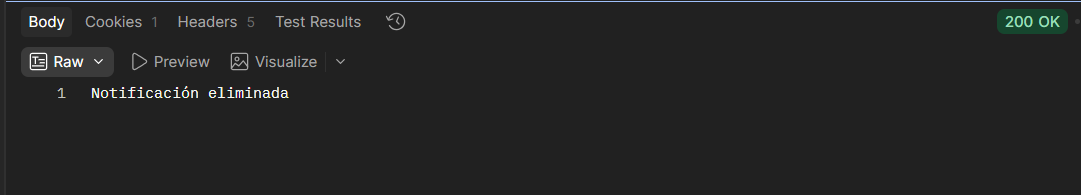 Body Cookies 1 Headers 5 Test Results 200 OK
Raw Preview Visualize
1 Notificación eliminada